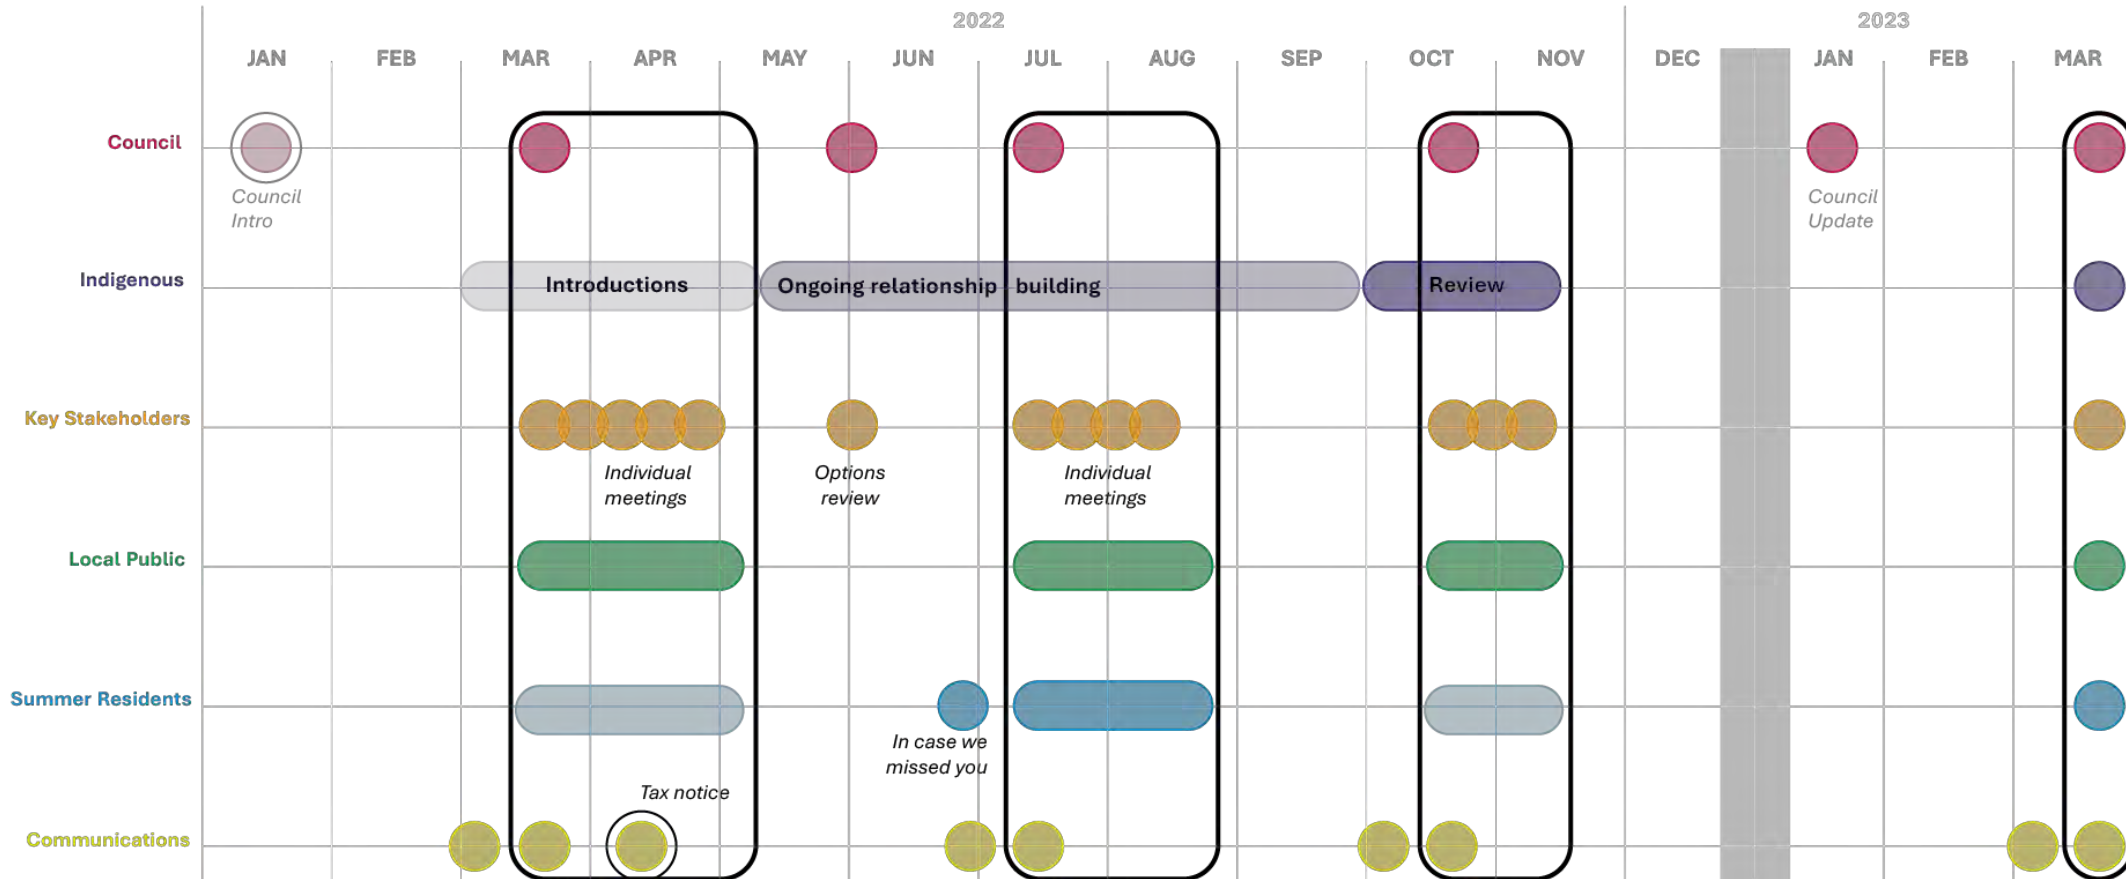 2022
2023
JAN FEB MAR APR MAY JUN JUL AUG SEP OCT NOV DEC JAN FEB MAR
Council
Council
Intro
Council
Update
Indigenous
Introductions
Ongoing relationship building
Review
Key Stakeholders
Individual
meetings
Options
review
Individual
meetings
Local Public
Summer Residents
In case we
missed you
Tax notice
Communications